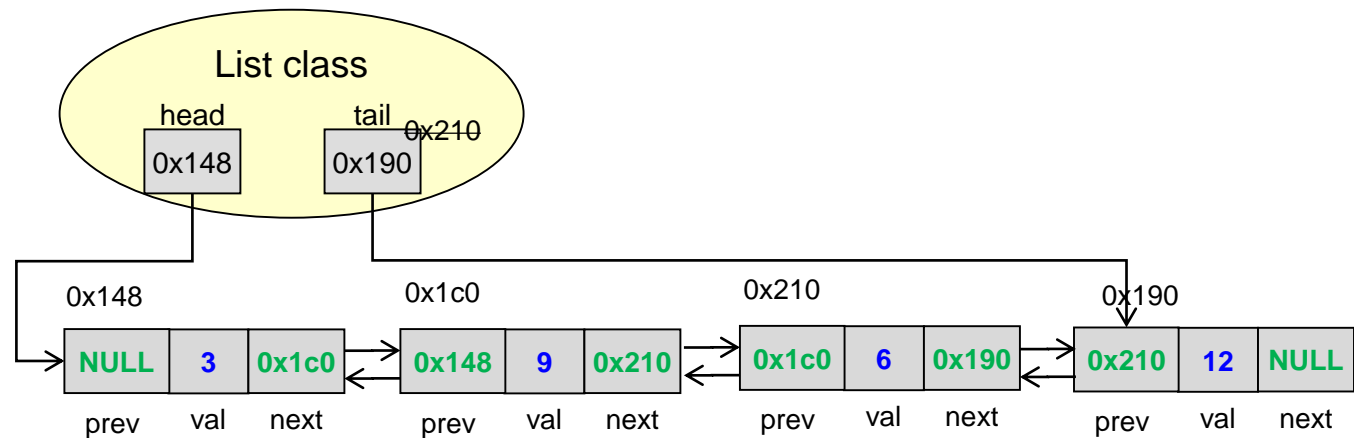 List class
head tail
0x210
0x148 0x190
0x148 0x1c0 0x210 0x190
NULL 3 0x1c0 0x148 9 0x210 0x1c0 6 0x190 0x210 12 NULL
prev val next prev val next prev val next prev val next